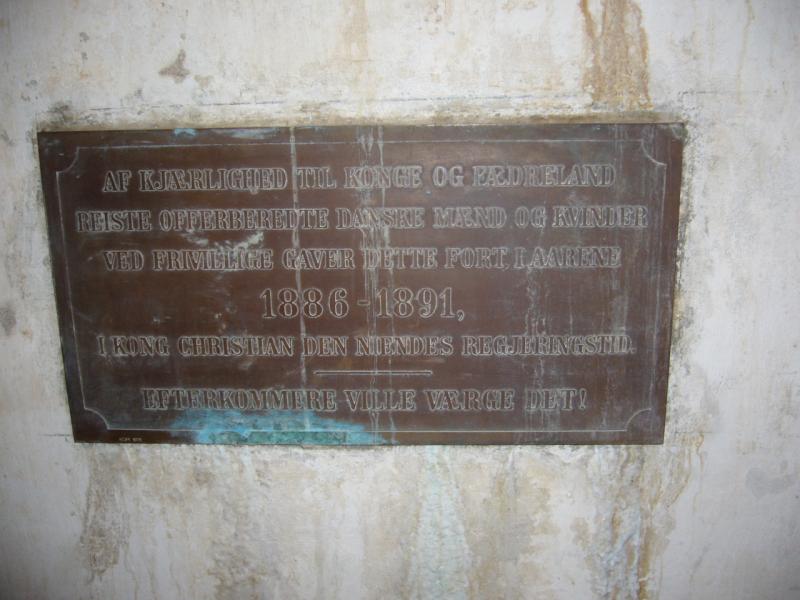 AF KJÆRLIGHED TIL KONGE OG FÆDRELAND
REISTE OFFERBEREDTE DANSKE MÆND OG KVINDER
VED FRIVILLIGE GAVER DETTE FORT, I AARENE
1886-1891,
I KONG CHRISTIAN DEN NIENDES REGJERINGSTID.
EFTERKOMMERE VILLE VÆRGE DET!